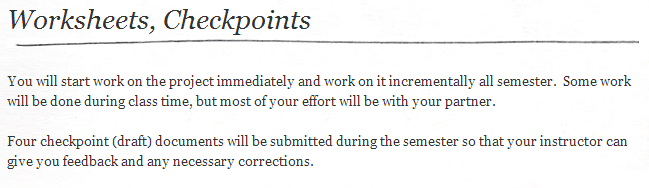 Worksheets, Checkpoints
You will start work on the project immediately and work on it incrementally all semester.  Some work
will be done during class time, but most of your effort will be with your partner.
Four checkpoint (draft) documents will be submitted during the semester so that your instructor can
give you feedback and any necessary corrections.